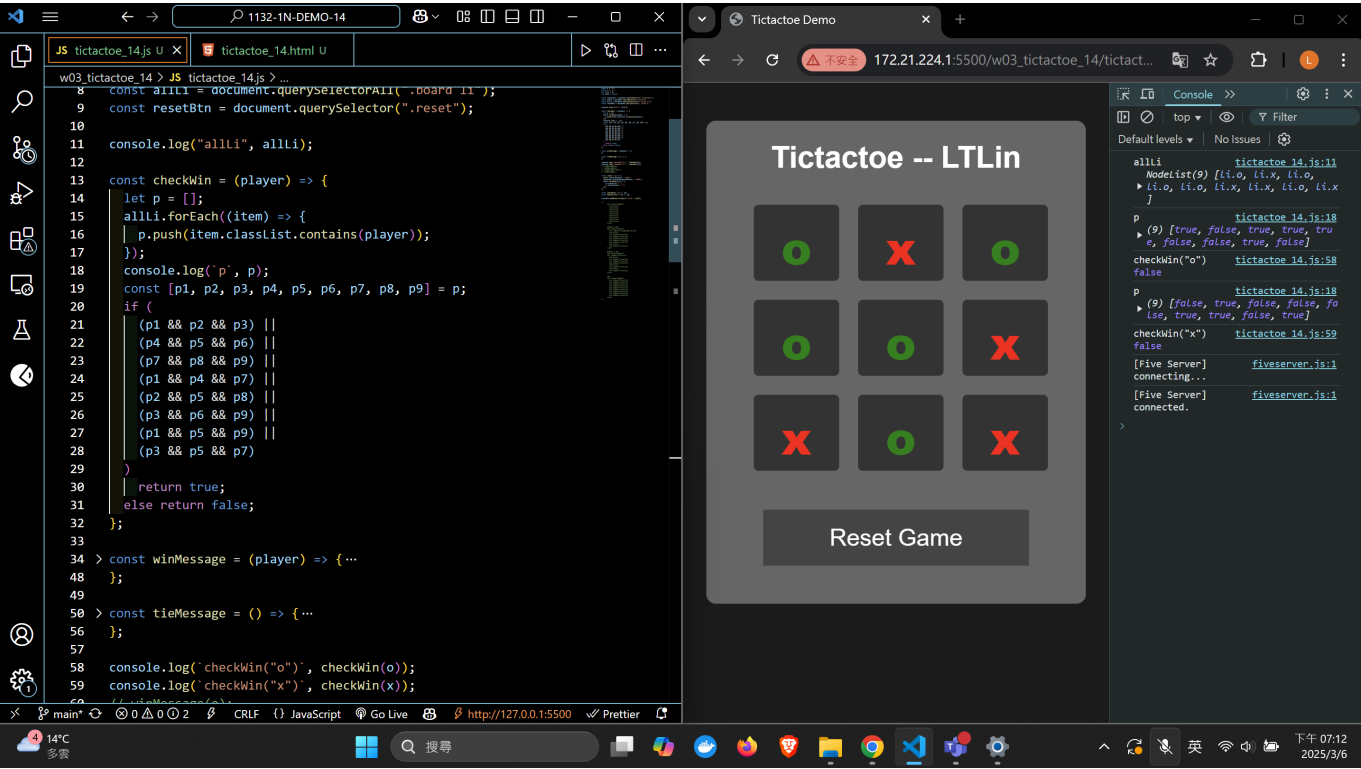 1132-1N-DEMO-14
JS tictactoe_14.js U
tictactoe_14.html U
w03_tictactoe_14 > JS tictactoe_14.js > ...
8 const allLi = document.querySelectorAll(".board li");
9 const resetBtn = document.querySelector(".reset");
10
11 console.log("allLi", allLi);
12
13 const checkWin = (player) => {
14 let p = [];
15 allLi.forEach((item) => {
16 p.push(item.classList.contains(player));
17 });
18 console.log(`p`, p);
19 const [p1, p2, p3, p4, p5, p6, p7, p8, p9] = p;
20 if (
21 (p1 && p2 && p3) ||
22 (p4 && p5 && p6) ||
23 (p7 && p8 && p9) ||
24 (p1 && p4 && p7) ||
25 (p2 && p5 && p8) ||
26 (p3 && p6 && p9) ||
27 (p1 && p5 && p9) ||
28 (p3 && p5 && p7)
29 )
30 return true;
31 else return false;
32 };
33
34 > const winMessage = (player) => {···
48 };
49
50 > const tieMessage = () => {···
56 };
57
58 console.log(`checkWin("o")`, checkWin(o));
59 console.log(`checkWin("x")`, checkWin(x));
60 // winMessage(o);
main* 0 0 2 CRLF {} JavaScript Go Live http://127.0.0.1:5500 Prettier
Tictactoe Demo
不安全 172.21.224.1:5500/w03_tictactoe_14/tictact...
L
Tictactoe -- LTLin
o x o
o o x
x o x
Reset Game
Console
top
Filter
Default levels No Issues
allLi tictactoe_14.js:11
NodeList(9) [li.o, li.x, li.o,
li.o, li.o, li.x, li.x, li.o, li.x
]
p tictactoe_14.js:18
(9) [true, false, true, true, tru
e, false, false, true, false]
checkWin("o") tictactoe_14.js:58
false
p tictactoe_14.js:18
(9) [false, true, false, false, fa
lse, true, true, false, true]
checkWin("x") tictactoe_14.js:59
false
[Five Server] fiveserver.js:1
connecting...
[Five Server] fiveserver.js:1
connected.
4
14°C
多雲
搜尋
英
下午 07:12
2025/3/6